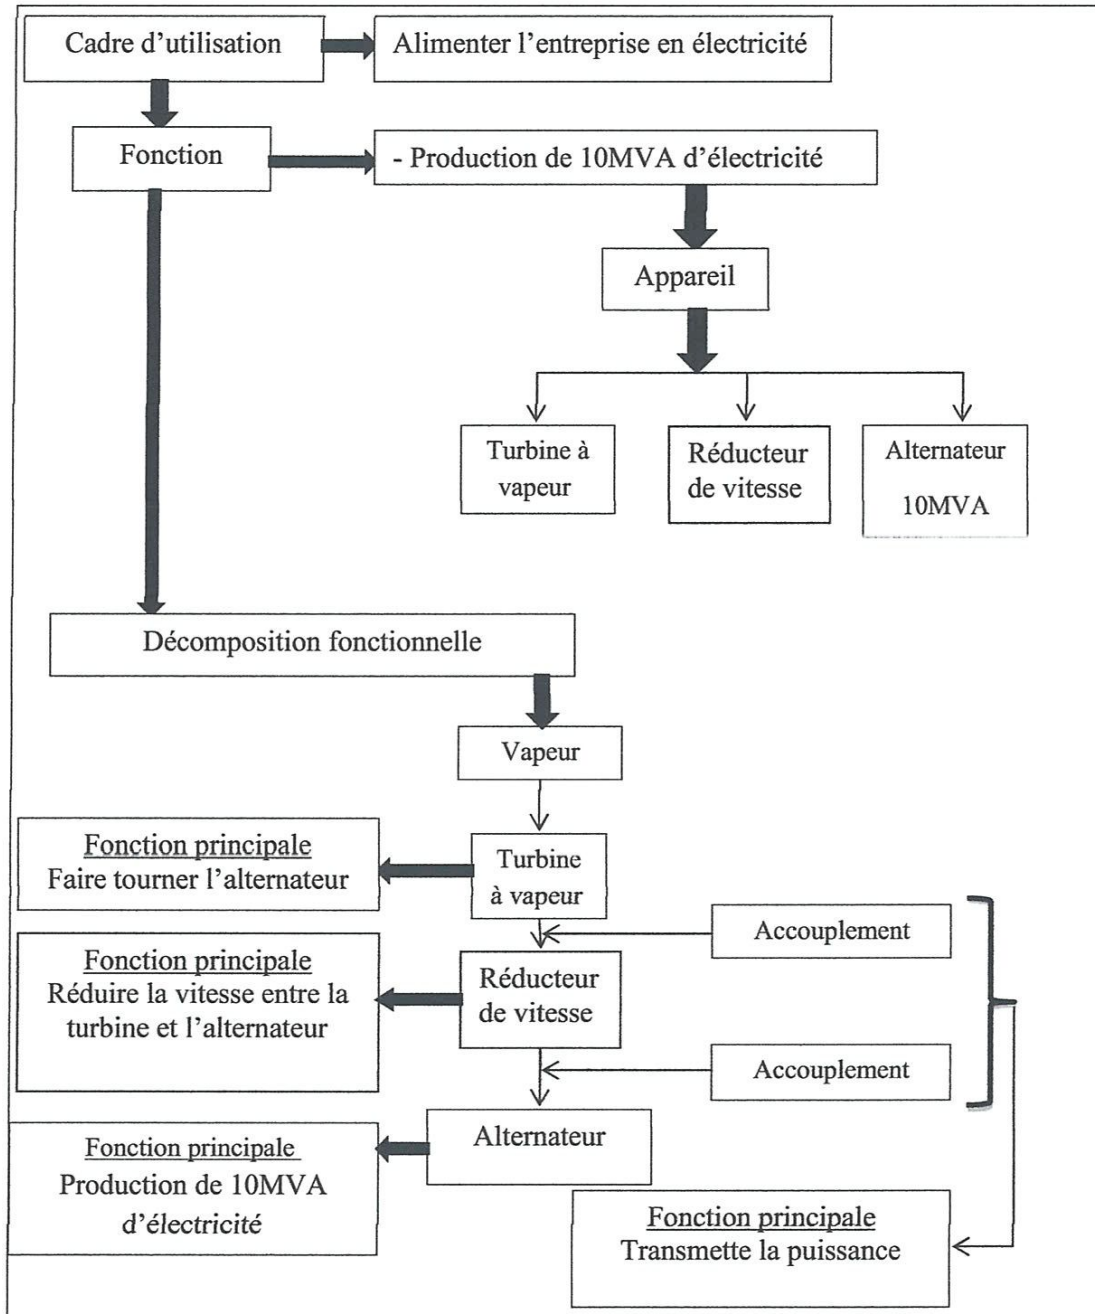 Cadre d’utilisation
Alimenter l’entreprise en électricité
Fonction
- Production de 10MVA d’électricité
Appareil
Turbine à
vapeur
Réducteur
de vitesse
Alternateur
10MVA
Décomposition fonctionnelle
Vapeur
Fonction principale
Faire tourner l’alternateur
Turbine
à vapeur
Accouplement
Fonction principale
Réduire la vitesse entre la
turbine et l’alternateur
Réducteur
de vitesse
Accouplement
Alternateur
Fonction principale
Production de 10MVA
d’électricité
Fonction principale
Transmette la puissance